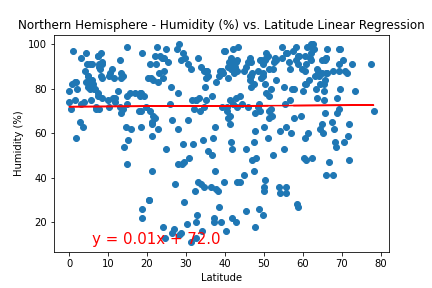 Northern Hemisphere - Humidity (%) vs. Latitude Linear Regression
100
80
60
40
20
Humidity (%)
y = 0.01x + 72.0
0 10 20 30 40 50 60 70 80
Latitude